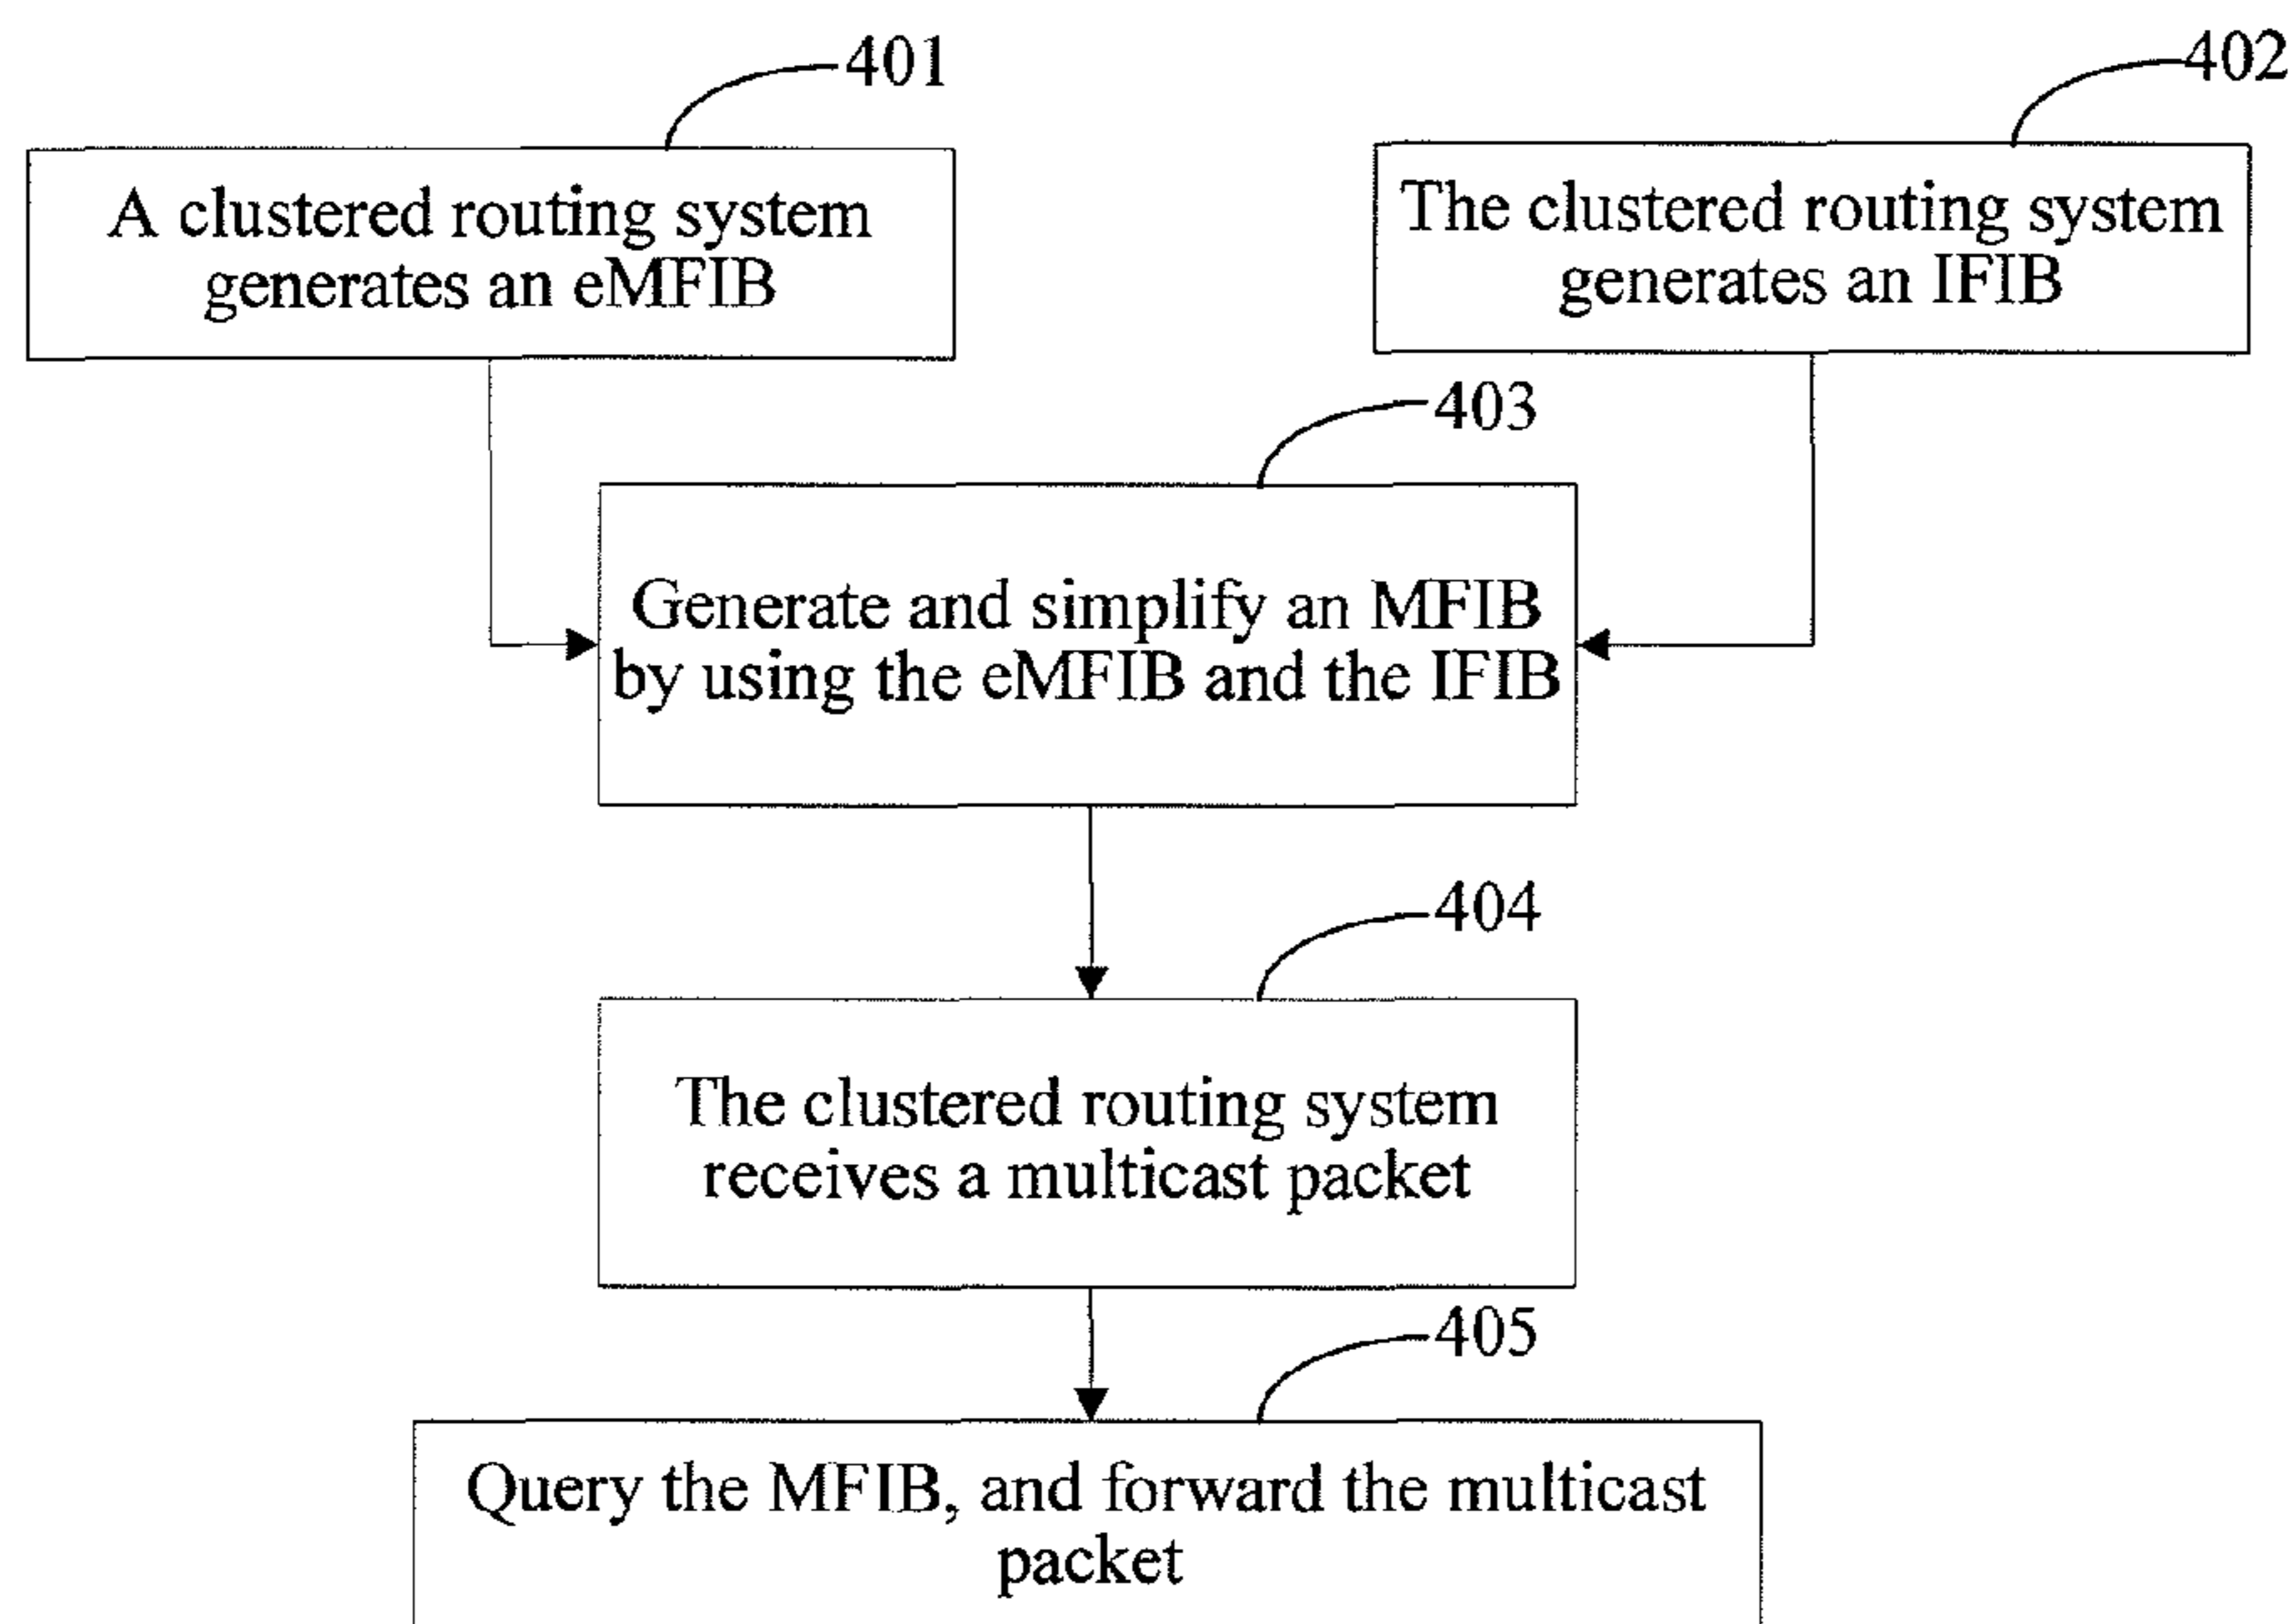 401
402
A clustered routing system
generates an eMFIB
The clustered routing system
generates an IFIB
403
Generate and simplify an MFIB
by using the eMFIB and the IFIB
404
The clustered routing system
receives a multicast packet
405
Query the MFIB, and forward the multicast
packet